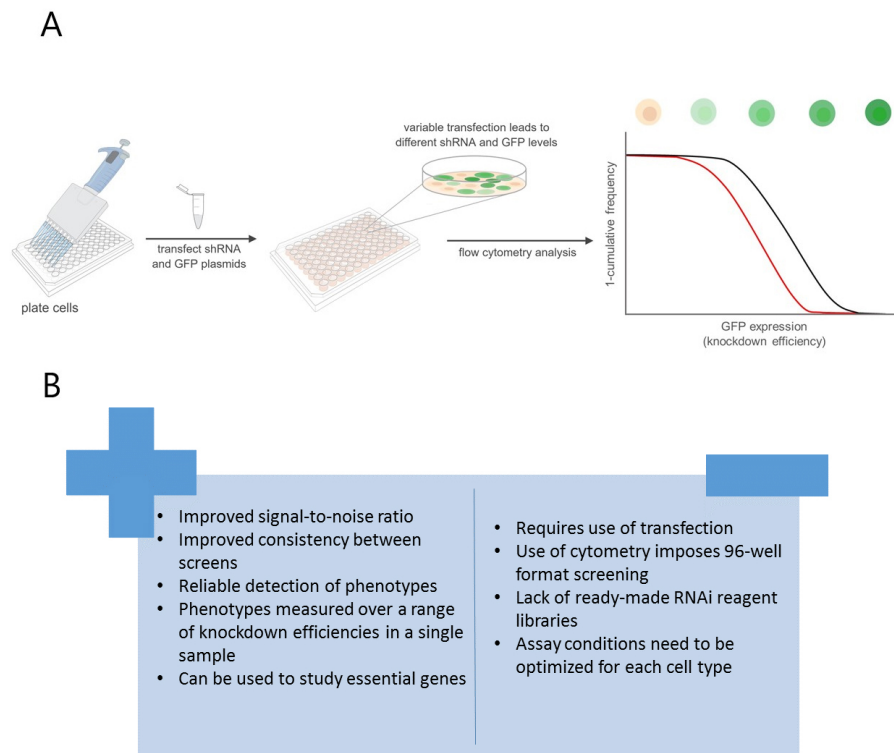 A
variable transfection leads to
different shRNA and GFP levels
transfect shRNA
and GFP plasmids
flow cytometry analysis
plate cells
1-cumulative frequency
GFP expression
(knockdown efficiency)
B
• Improved signal-to-noise ratio
• Improved consistency between
screens
• Reliable detection of phenotypes
• Phenotypes measured over a range
of knockdown efficiencies in a single
sample
• Can be used to study essential genes
• Requires use of transfection
• Use of cytometry imposes 96-well
format screening
• Lack of ready-made RNAi reagent
libraries
• Assay conditions need to be
optimized for each cell type